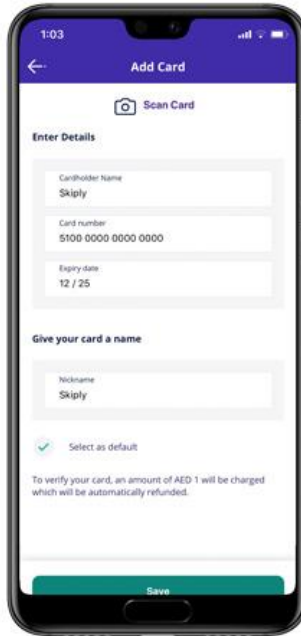 1:03
Add Card
Scan Card
Enter Details
Cardholder Name
Skiply
Card number
5100 0000 0000 0000
Expiry date
12 / 25
Give your card a name
Nickname
Skiply
Select as default
To verify your card, an amount of AED 1 will be charged
which will be automatically refunded.
Save